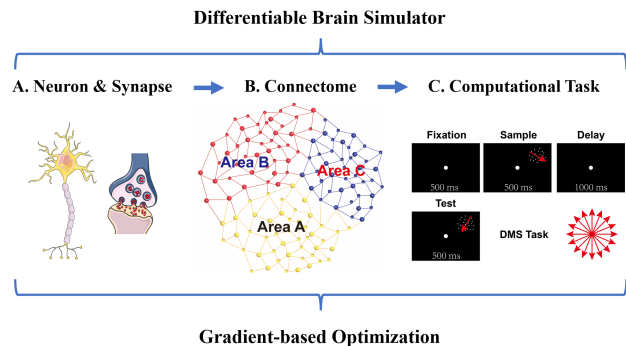 Differentiable Brain Simulator
A. Neuron & Synapse
B. Connectome
C. Computational Task
Area B
Area C
Area A
Fixation
Sample
Delay
500 ms
500 ms
1000 ms
Test
500 ms
DMS Task
Gradient-based Optimization